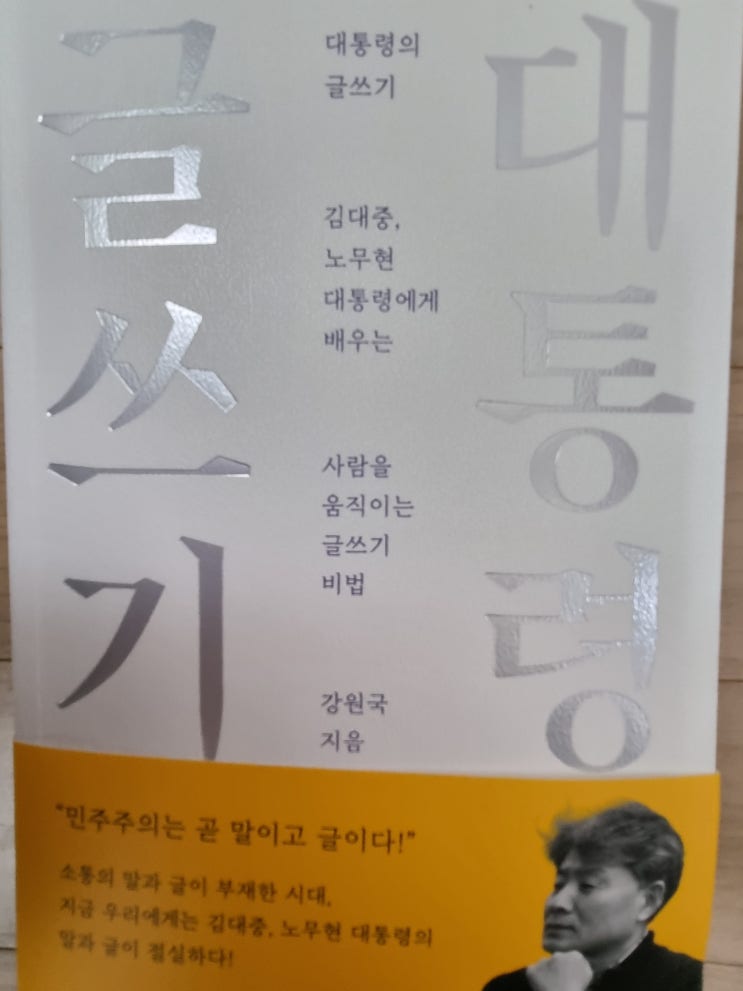 대통령
글쓰기
대통령의
글쓰기
김대중,
노무현
대통령에게
배우는
사람을
움직이는
글쓰기
비법
강원국
지음
“민주주의는 곧 말이고 글이다!”
소통의 말과 글이 부재한 시대,
지금 우리에게는 김대중, 노무현 대통령의
말과 글이 절실하다!